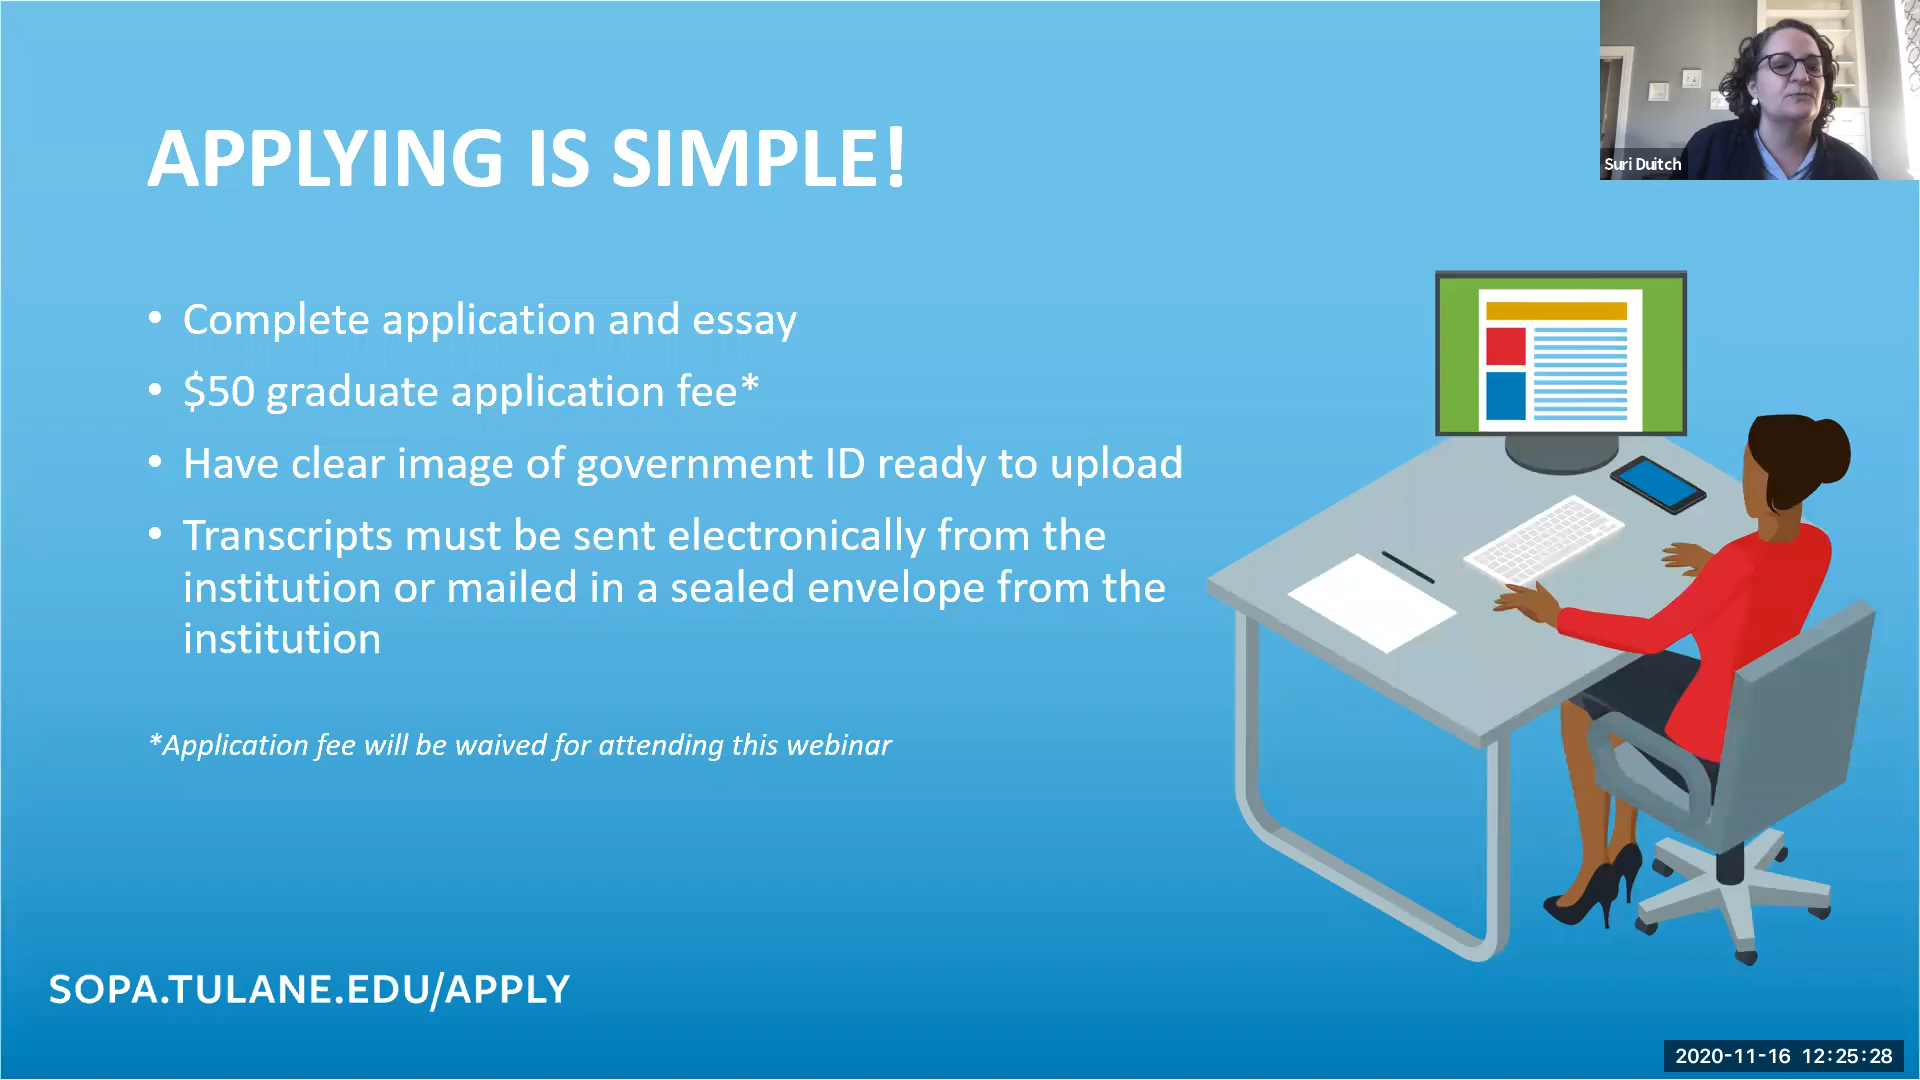 APPLYING IS SIMPLE!
Suri Duitch
• Complete application and essay
• $50 graduate application fee*
• Have clear image of government ID ready to upload
• Transcripts must be sent electronically from the
institution or mailed in a sealed envelope from the
institution
*Application fee will be waived for attending this webinar
SOPA.TULANE.EDU/APPLY
2020-11-16 12:25:28